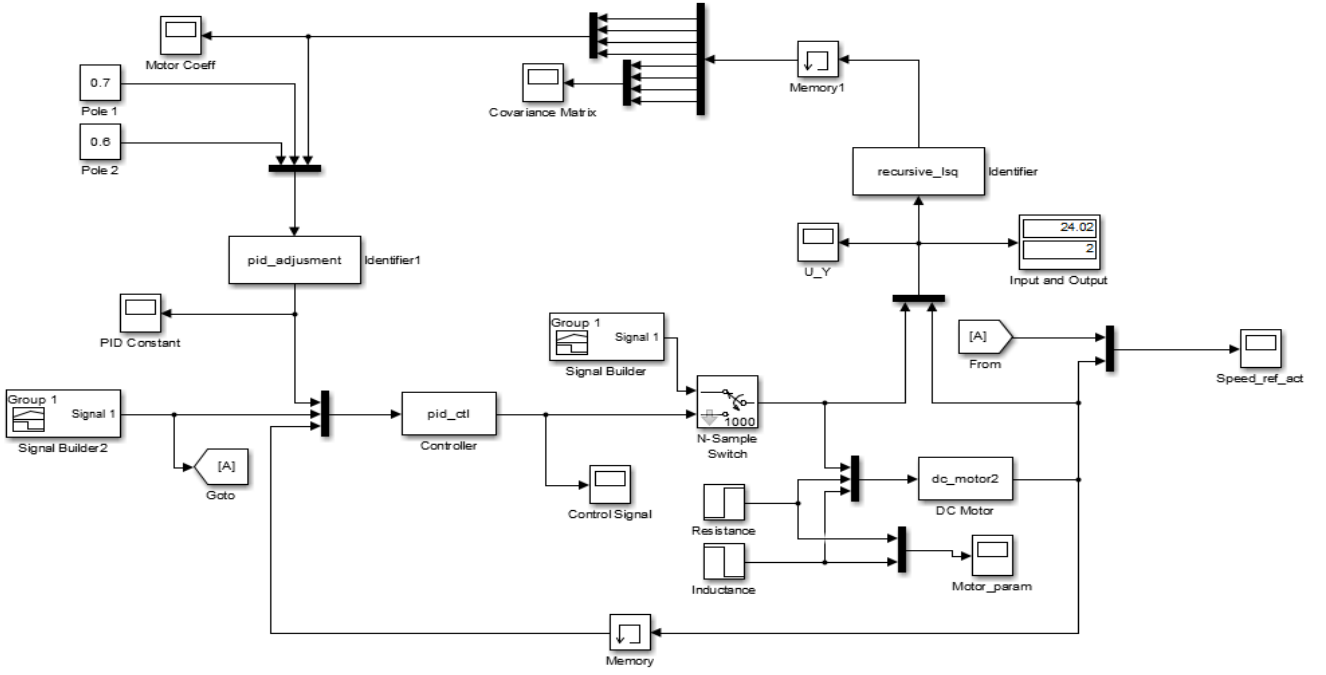 Motor Coeff
0.7
Pole 1
0.6
Pole 2
Covariance Matrix
Memory1
recursive_lsq
Identifier
pid_adjusment
Identifier1
U_Y
24.02
2
Input and Output
PID Constant
Group 1
Signal 1
Signal Builder
[A]
From
Speed_ref_act
Group 1
Signal 1
Signal Builder2
[A]
Goto
pid_ctl
Controller
1000
N-Sample
Switch
Control Signal
dc_motor2
DC Motor
Resistance
Inductance
Motor_param
Memory